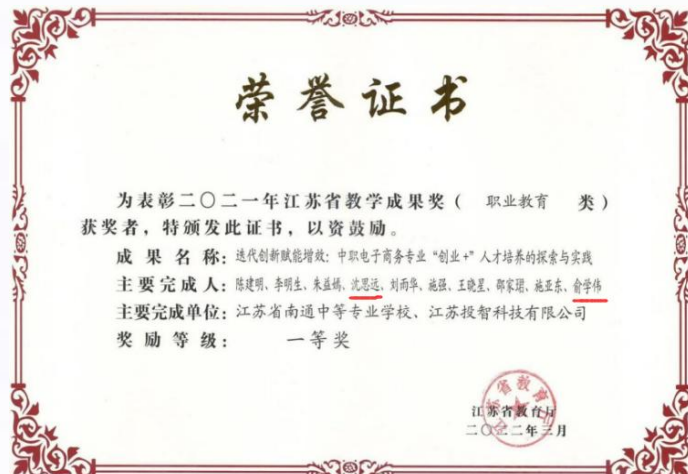 荣誉证书
为表彰二〇二一年江苏省教学成果奖（ 职业教育 类）
获奖者，特颁发此证书，以资鼓励。
成果名称：迭代创新赋能增效：中职电子商务专业“创业+”人才培养的探索与实践
主要完成人：陈建明、李明生、朱益嫣、沈思远、刘雨华、施强、王晓星、鄢家珺、施亚东、俞学伟
主要完成单位：江苏省南通中等专业学校、江苏投智科技有限公司
奖励等级： 一等奖
江苏省教育厅
二〇二二年三月